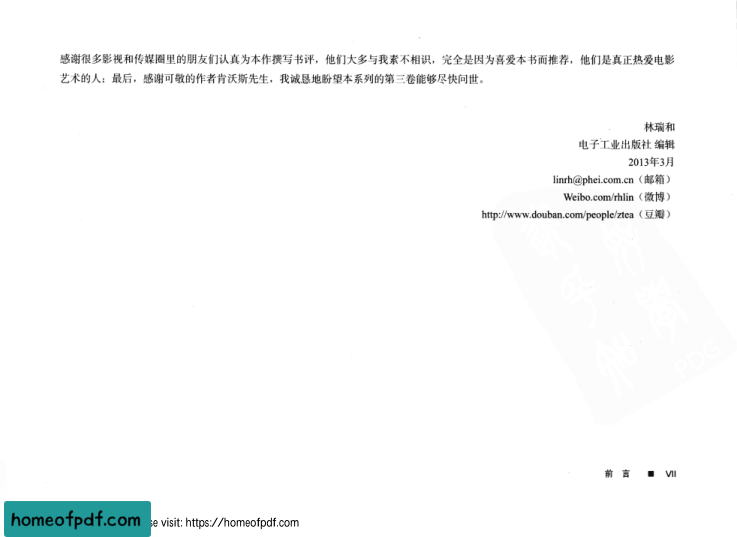 感谢很多影视和传媒圈里的朋友们认真为本作撰写书评，他们大多与我素不相识，完全是因为喜爱本书而推荐，他们是真正热爱电影
艺术的人；最后，感谢可敬的作者肯沃斯先生，我诚恳地盼望本系列的第三卷能够尽快问世。
林瑞和
电子工业出版社 编辑
2013年3月
linrh@phei.com.cn（邮箱）
Weibo.com/rhlin（微博）
http://www.douban.com/people/ztea（豆瓣）
PDG
前 言 ■ VII
homeofpdf.com
se visit: https://homeofpdf.com